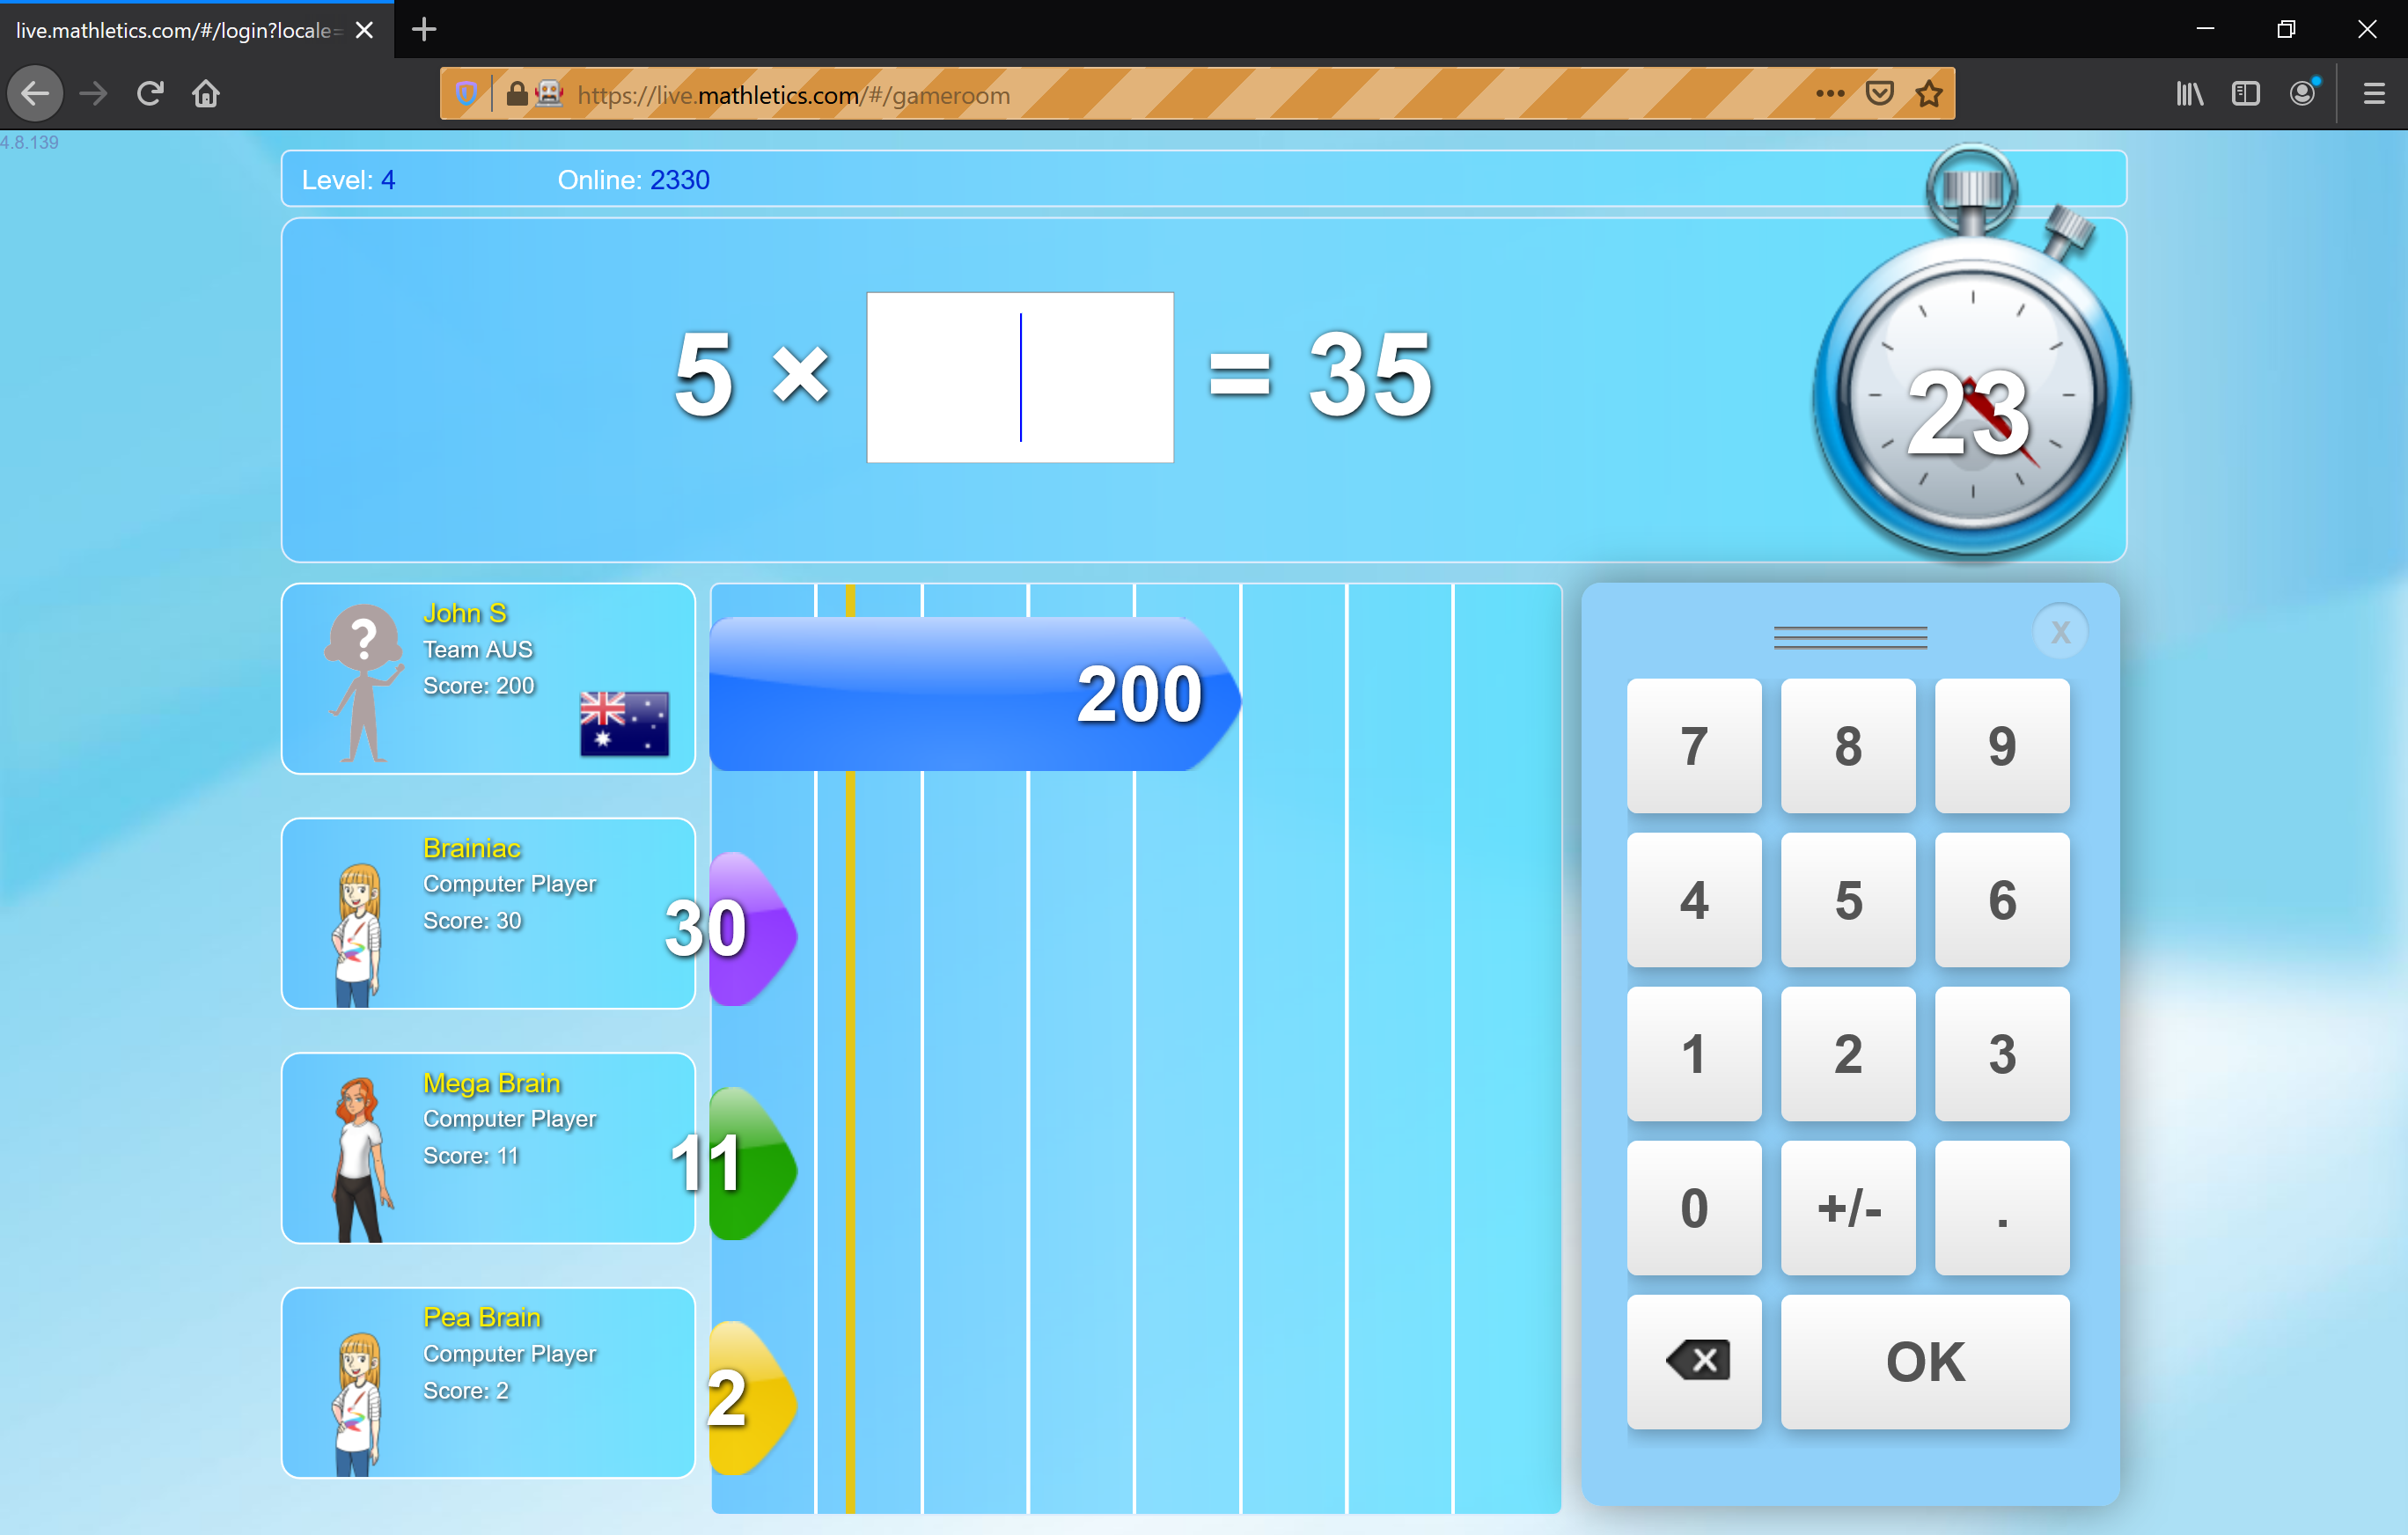 live.mathletics.com/#/login?locale=
https://live.mathletics.com/#/gameroom
4.8.139
Level: 4
Online: 2330
5 × = 35
23
John S
Team AUS
Score: 200
200
Brainiac
Computer Player
Score: 30
30
Mega Brain
Computer Player
Score: 11
11
Pea Brain
Computer Player
Score: 2
2
X
7 8 9
4 5 6
1 2 3
0 +/- .
OK